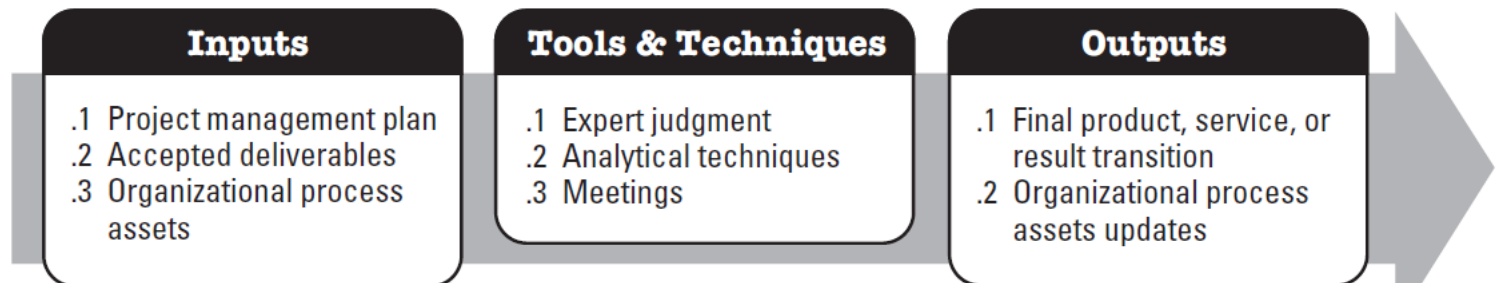 Inputs
.1 Project management plan
.2 Accepted deliverables
.3 Organizational process
assets
Tools & Techniques
.1 Expert judgment
.2 Analytical techniques
.3 Meetings
Outputs
.1 Final product, service, or
result transition
.2 Organizational process
assets updates